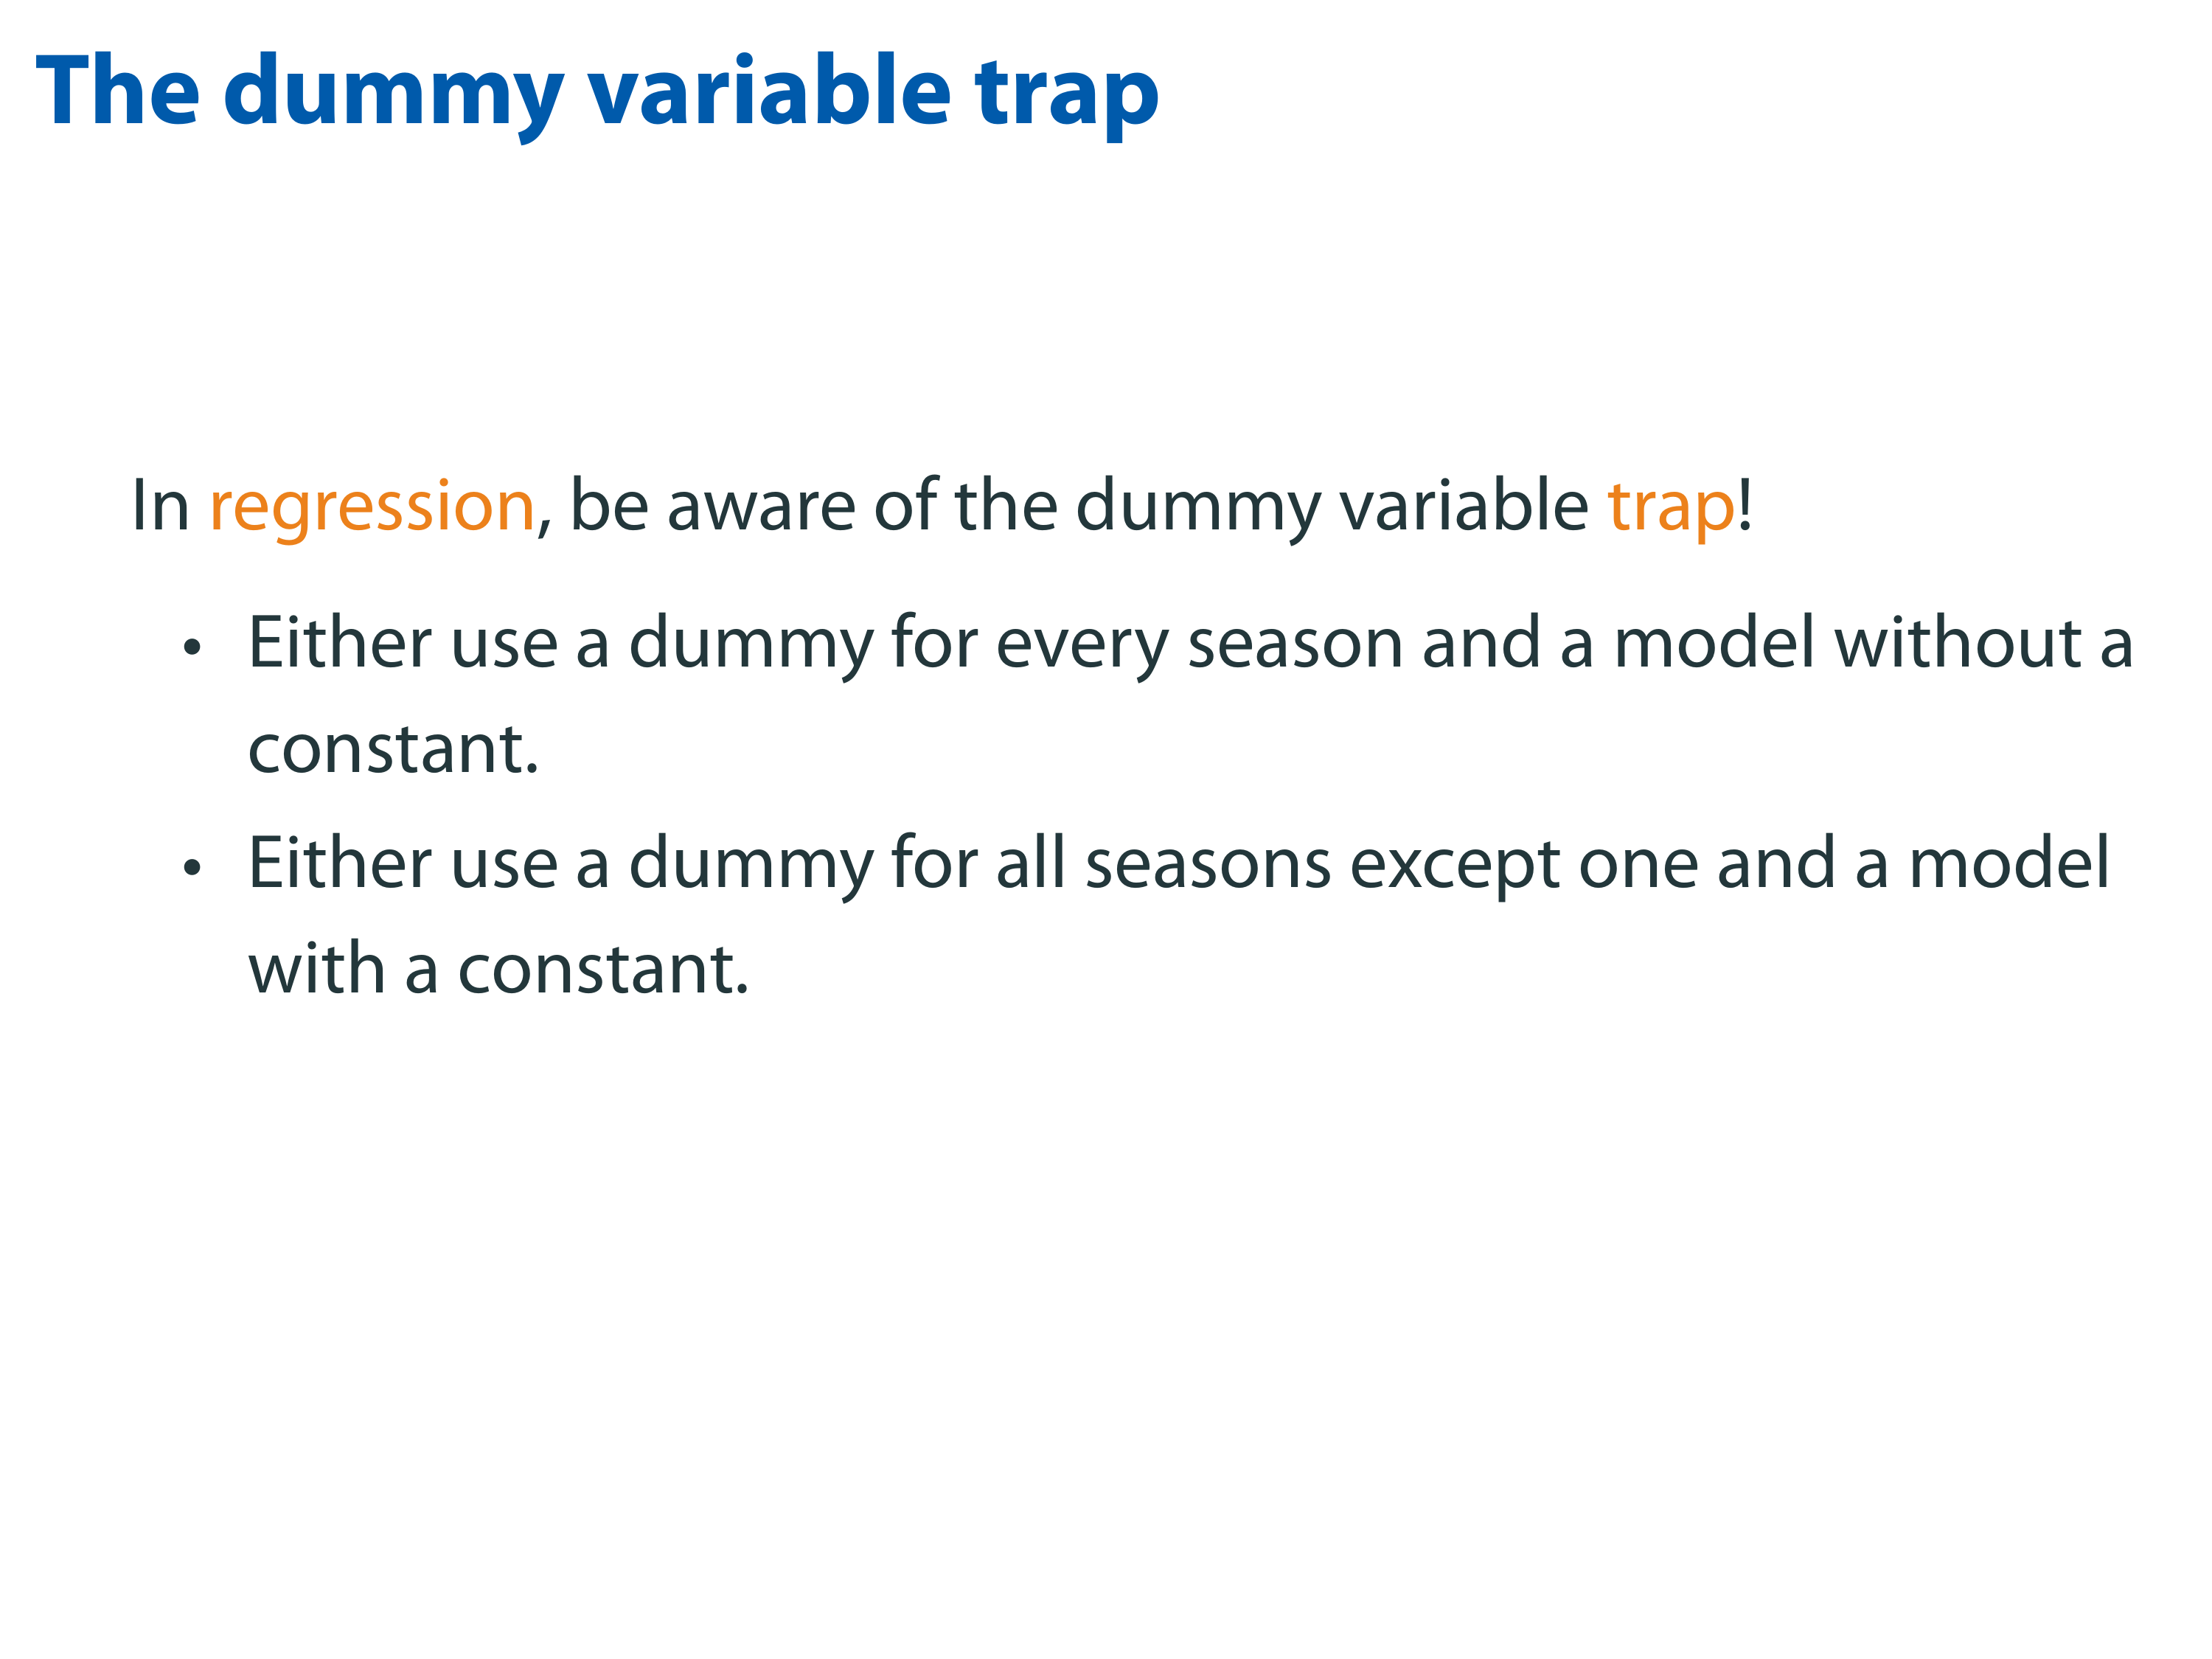 The dummy variable trap
In regression, be aware of the dummy variable trap!
• Either use a dummy for every season and a model without a
constant.
• Either use a dummy for all seasons except one and a model
with a constant.